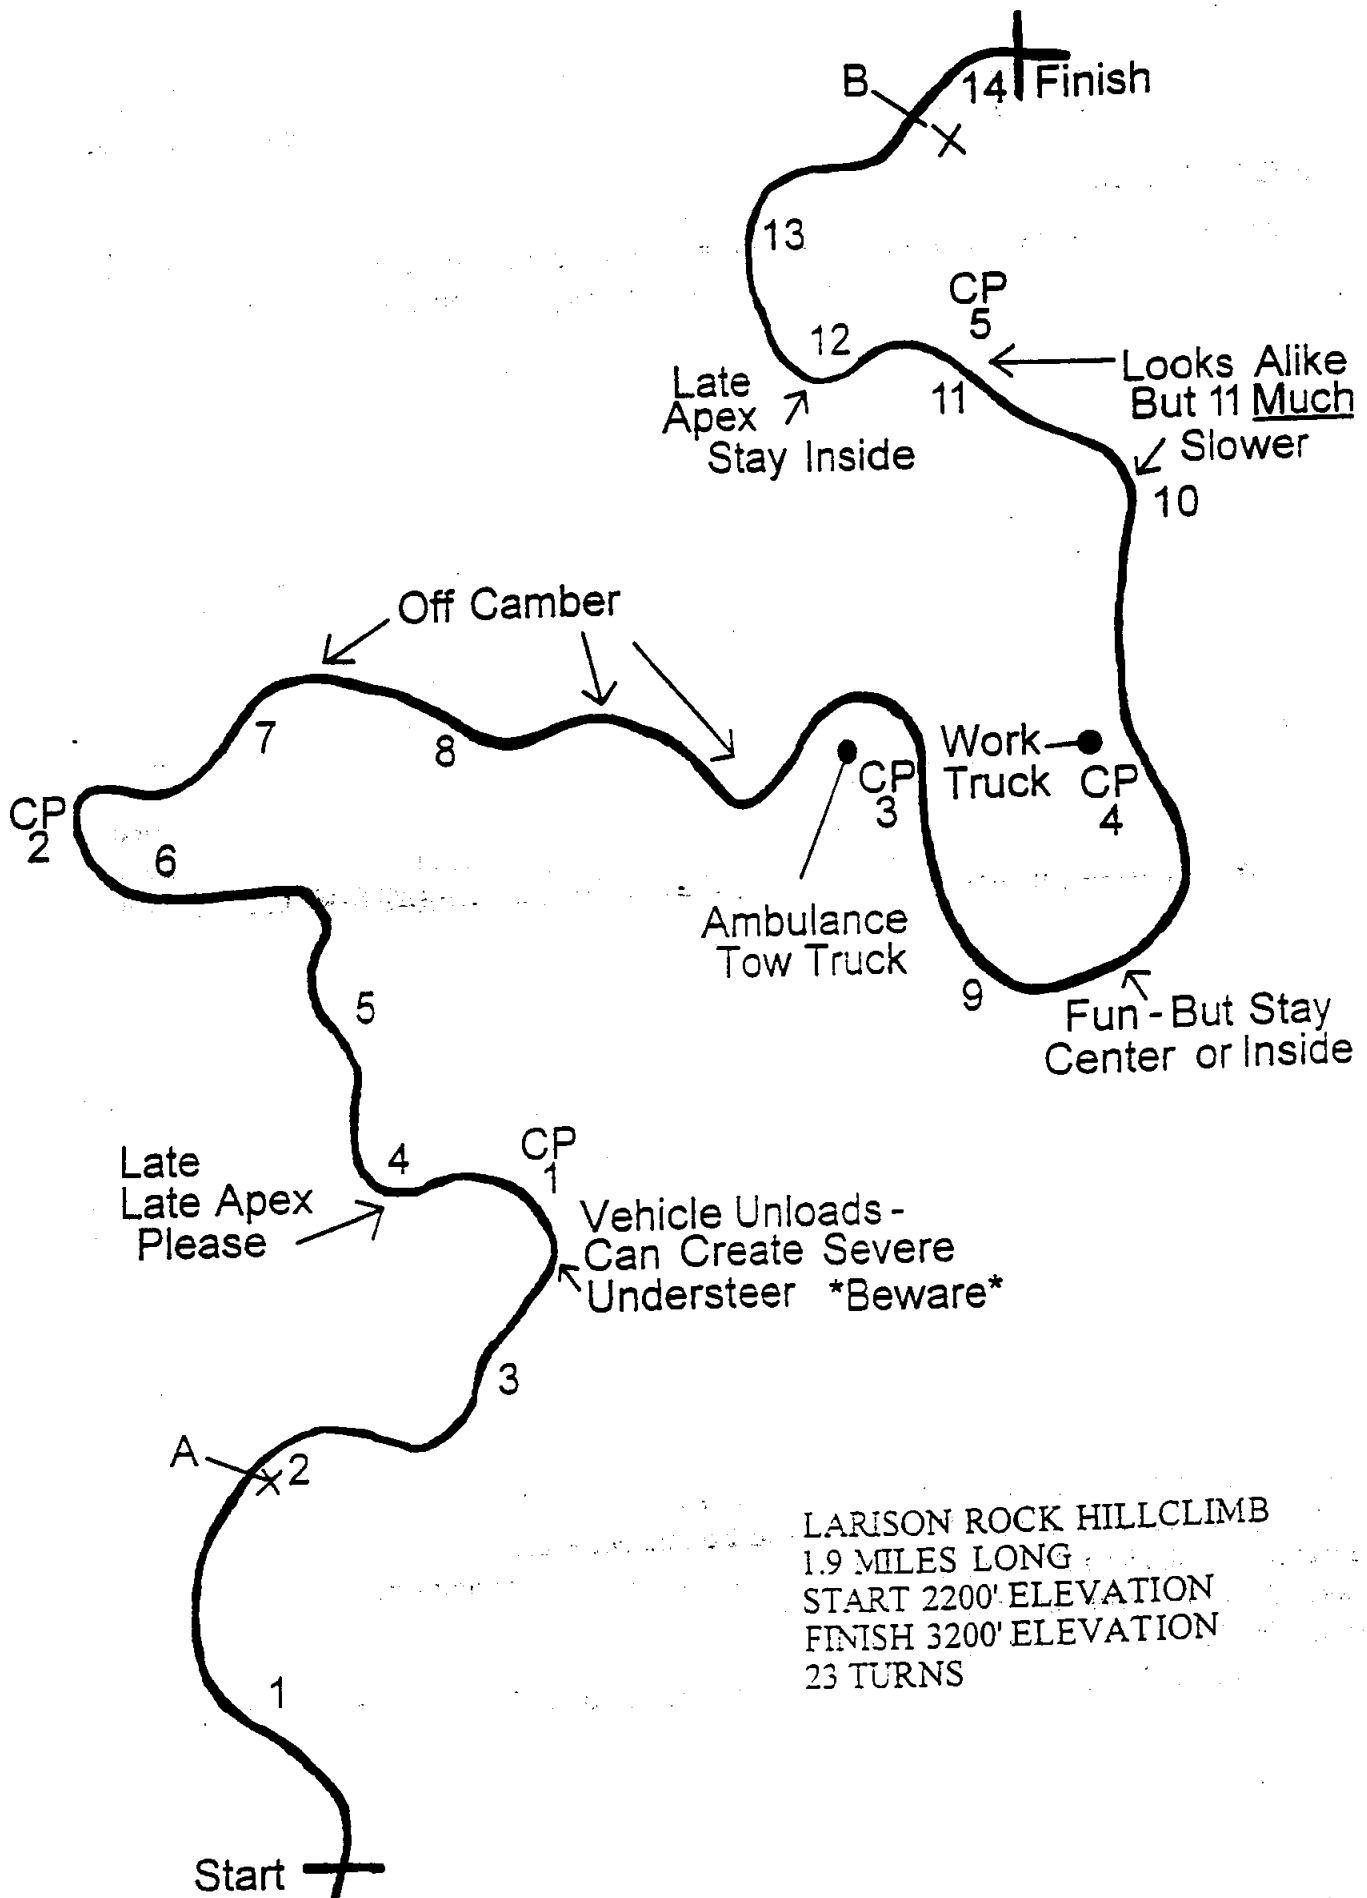 B
14
Finish
13
CP
5
12
Looks Alike
But 11 Much
Slower
11
Late
Apex
Stay Inside
10
Off Camber
7
8
Work
Truck
CP
4
CP
3
CP
2
6
Ambulance
Tow Truck
9
Fun - But Stay
Center or Inside
5
CP
1
4
Late
Late Apex
Please
Vehicle Unloads -
Can Create Severe
Understeer *Beware*
3
A
2
LARISON ROCK HILLCLIMB
1.9 MILES LONG
START 2200' ELEVATION
FINISH 3200' ELEVATION
23 TURNS
1
Start